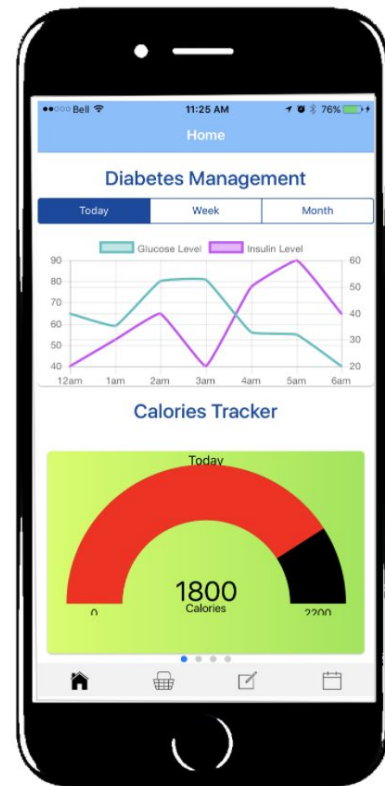 Bell 11:25 AM 76%
Home
Diabetes Management
Today Week Month
Glucose Level Insulin Level
90 60
80 50
70 40
60
50 30
40 20
12am 1am 2am 3am 4am 5am 6am
Calories Tracker
Today
1800
Calories
0 2200